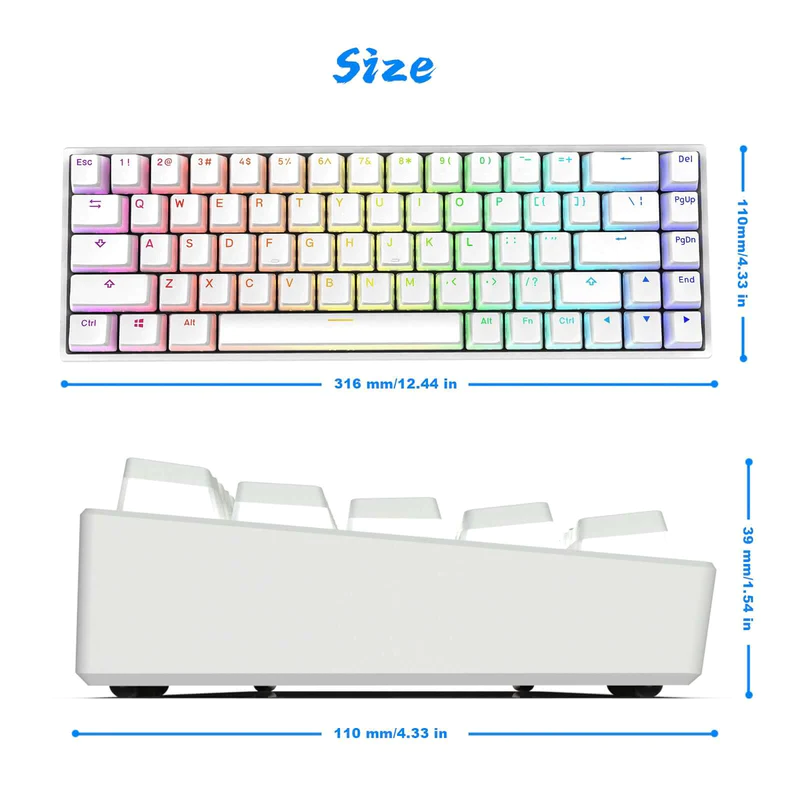 Size
Esc 1! 2@ 3# 4$ 5% 6^ 7& 8* 9( 0) -_ =+ ← Del
Q W E R T Y U I O P [{ ]} \| PgUp
A S D F G H J K L ;: '" PgDn
Z X C V B N M ,< .> /? End
Ctrl Alt Alt Fn Ctrl
110mm/4.33 in
316 mm/12.44 in
39 mm/1.54 in
110 mm/4.33 in